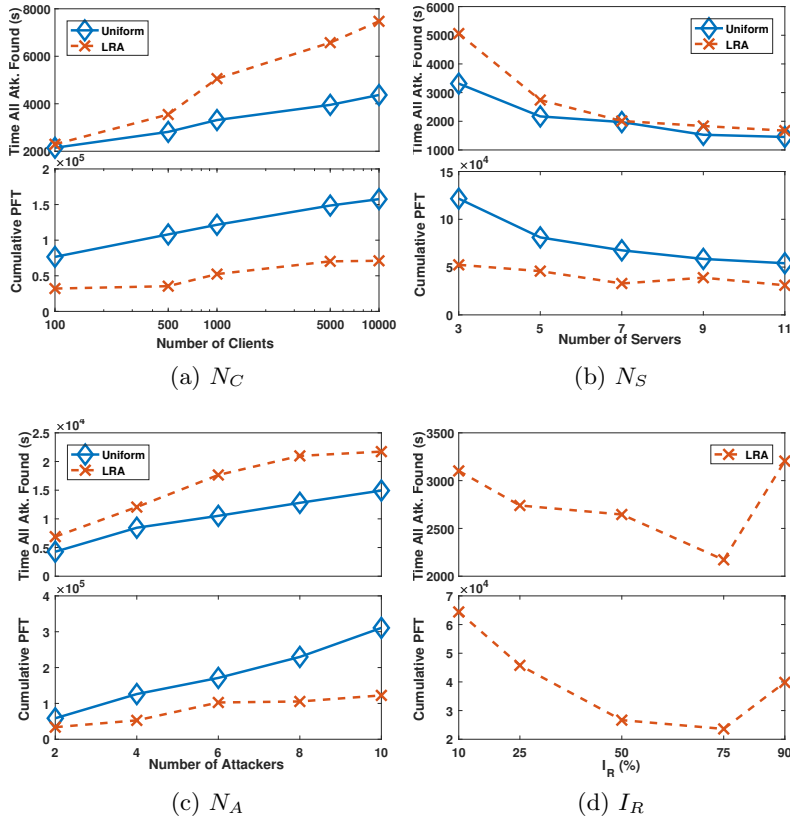 8000
6000
4000
2000
Time All Atk. Found (s)
Uniform
LRA
×10^5
2
1.5
1
0.5
0
Cumulative PFT
100 500 1000 5000 10000
Number of Clients
(a) N_C
6000
5000
4000
3000
2000
1000
Time All Atk. Found (s)
Uniform
LRA
×10^4
15
10
5
0
Cumulative PFT
3 5 7 9 11
Number of Servers
(b) N_S
×10^4
2.5
2
1.5
1
0.5
0
Time All Atk. Found (s)
Uniform
LRA
×10^5
4
3
2
1
0
Cumulative PFT
2 4 6 8 10
Number of Attackers
(c) N_A
3500
3000
2500
2000
Time All Atk. Found (s)
LRA
×10^4
7
6
5
4
3
2
Cumulative PFT
10 25 50 75 90
I_R (%)
(d) I_R